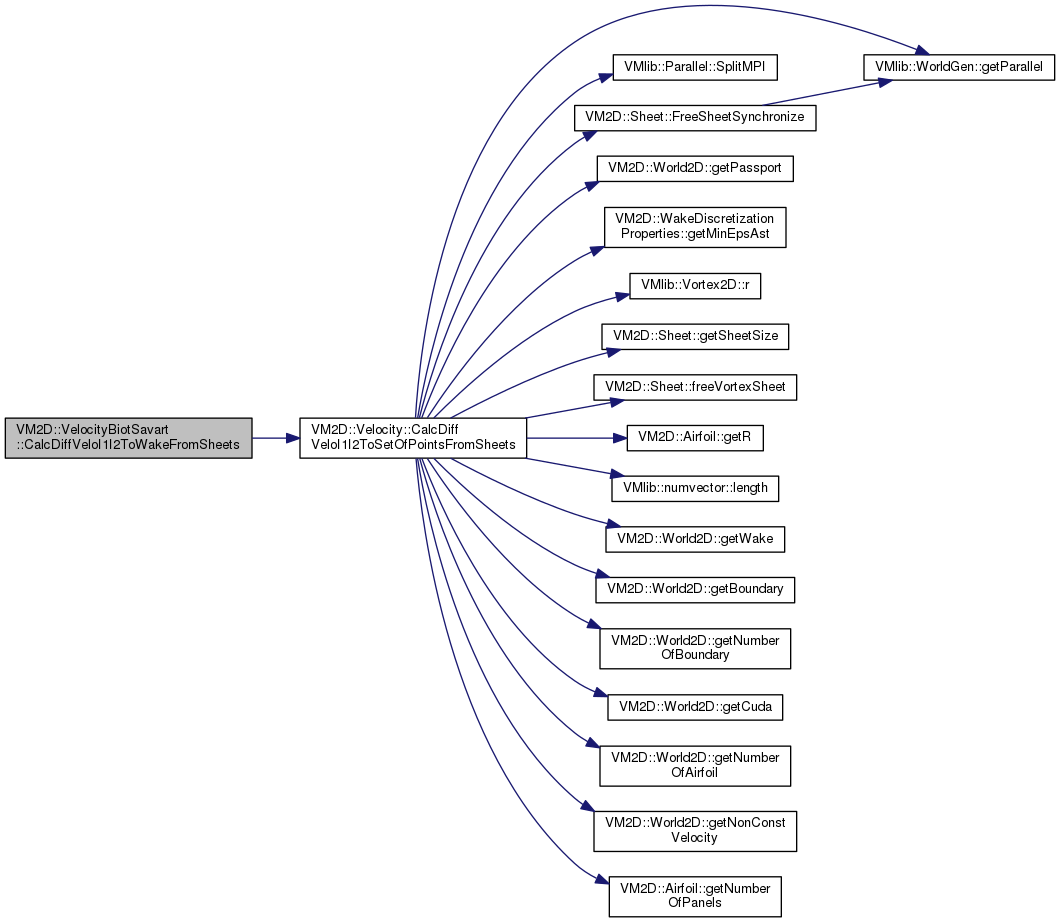 VMlib::WorldGen::getParallel
VMlib::Parallel::SplitMPI
VM2D::Sheet::FreeSheetSynchronize
VM2D::World2D::getPassport
VM2D::WakeDiscretization
Properties::getMinEpsAst
VMlib::Vortex2D::r
VM2D::Sheet::getSheetSize
VM2D::Sheet::freeVortexSheet
VM2D::VelocityBiotSavart
::CalcDiffVeloI1I2ToWakeFromSheets
VM2D::Velocity::CalcDiff
VeloI1I2ToSetOfPointsFromSheets
VM2D::Airfoil::getR
VMlib::numvector::length
VM2D::World2D::getWake
VM2D::World2D::getBoundary
VM2D::World2D::getNumber
OfBoundary
VM2D::World2D::getCuda
VM2D::World2D::getNumber
OfAirfoil
VM2D::World2D::getNonConst
Velocity
VM2D::Airfoil::getNumber
OfPanels